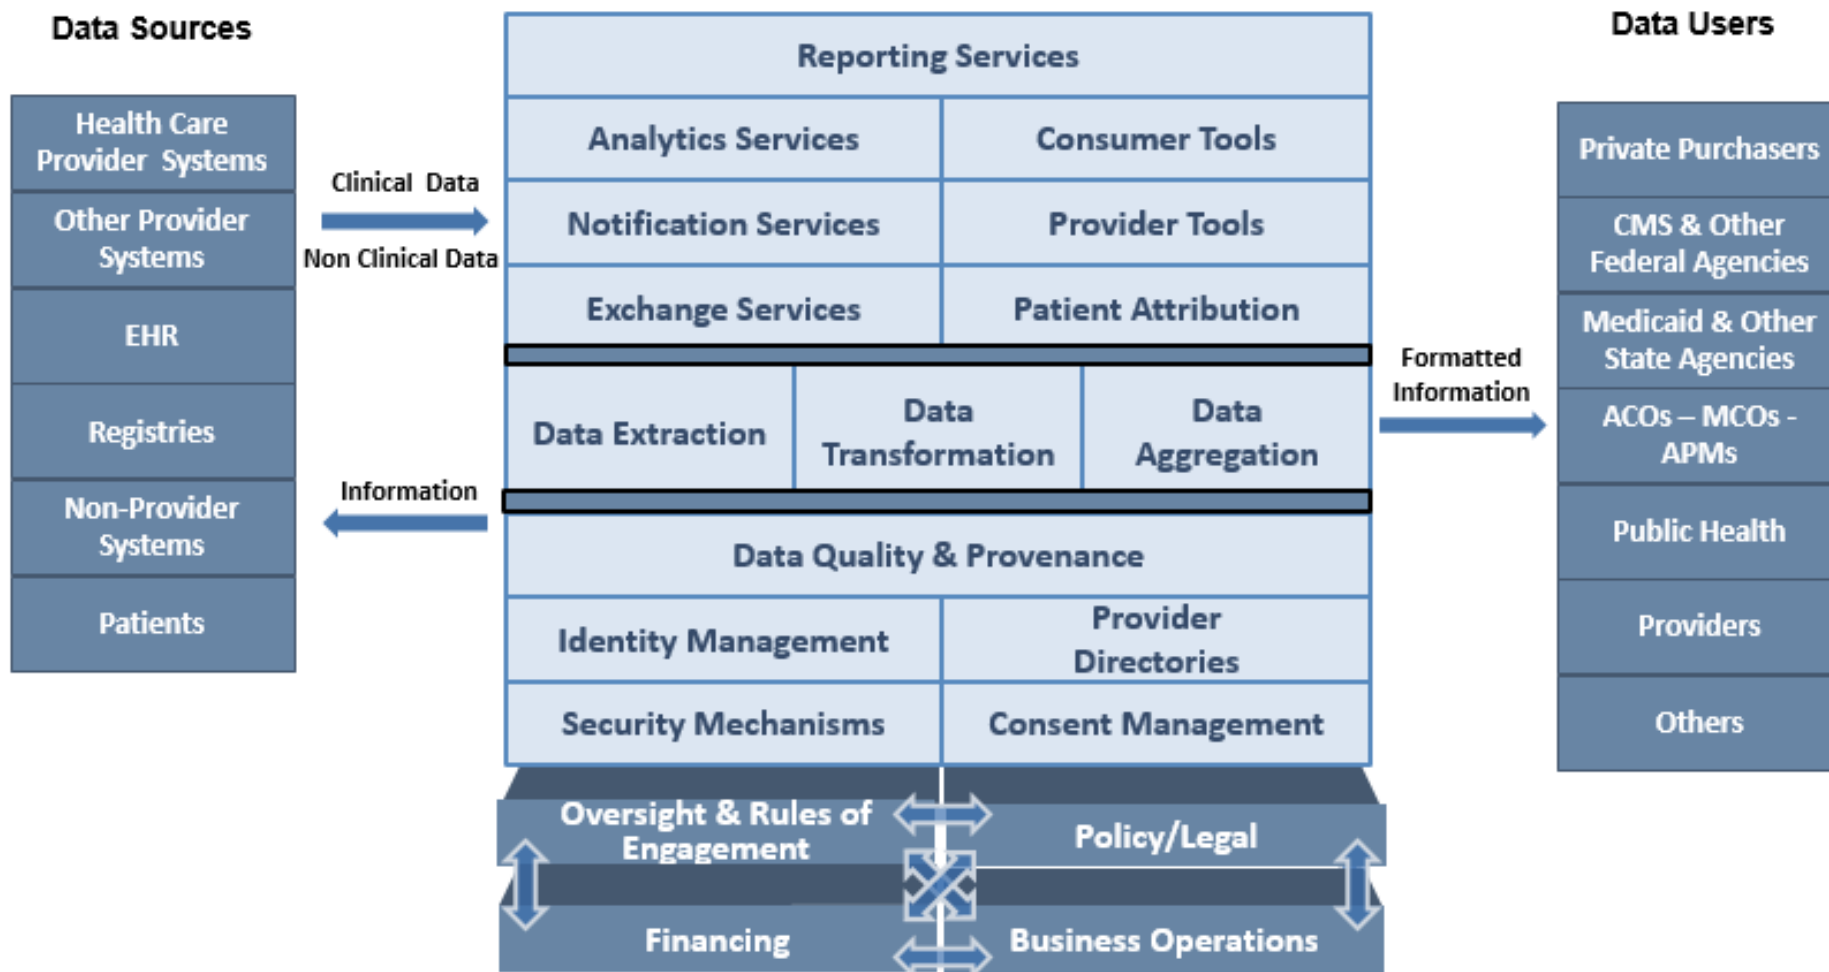 Data Sources
Health Care
Provider Systems
Other Provider
Systems
EHR
Registries
Non-Provider
Systems
Patients
Clinical Data
Non Clinical Data
Information
Reporting Services
Analytics Services
Consumer Tools
Notification Services
Provider Tools
Exchange Services
Patient Attribution
Data Extraction
Data
Transformation
Data
Aggregation
Data Quality & Provenance
Identity Management
Provider
Directories
Security Mechanisms
Consent Management
Oversight & Rules of
Engagement
Policy/Legal
Financing
Business Operations
Formatted
Information
Data Users
Private Purchasers
CMS & Other
Federal Agencies
Medicaid & Other
State Agencies
ACOs – MCOs -
APMs
Public Health
Providers
Others